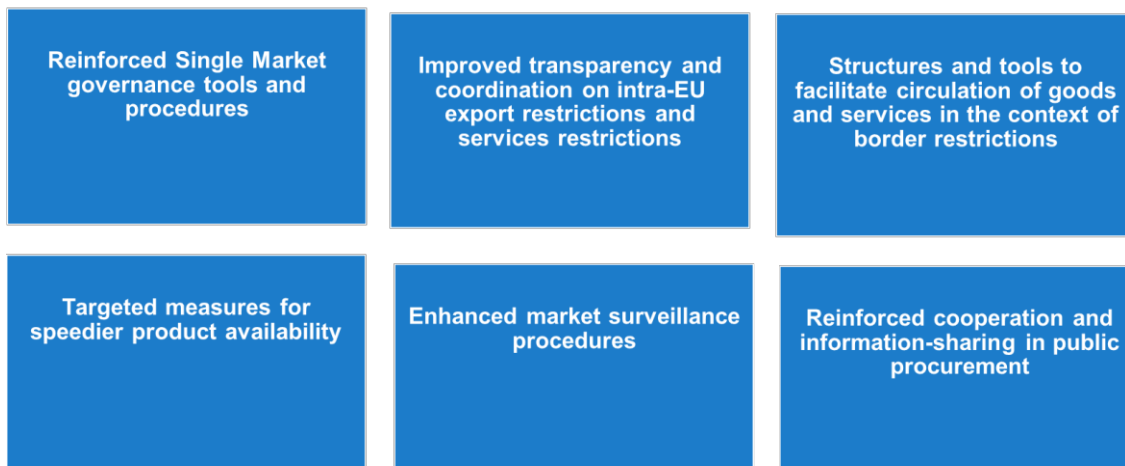 Reinforced Single Market
governance tools and
procedures
Improved transparency and
coordination on intra-EU
export restrictions and
services restrictions
Structures and tools to
facilitate circulation of goods
and services in the context of
border restrictions
Targeted measures for
speedier product availability
Enhanced market surveillance
procedures
Reinforced cooperation and
information-sharing in public
procurement